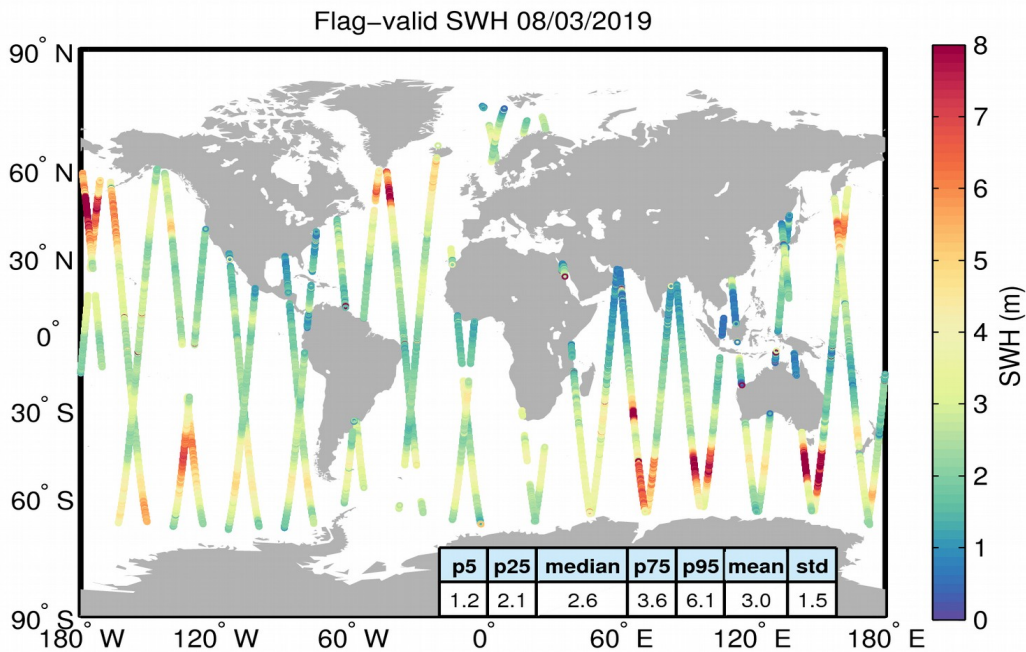 Flag−valid SWH 08/03/2019
90° N
60° N
30° N
0°
30° S
60° S
90° S
180° W
120° W
60° W
0°
60° E
120° E
180° E
8
7
6
5
4
3
2
1
0
SWH (m)
p5 p25 median p75 p95 mean std
1.2 2.1 2.6 3.6 6.1 3.0 1.5